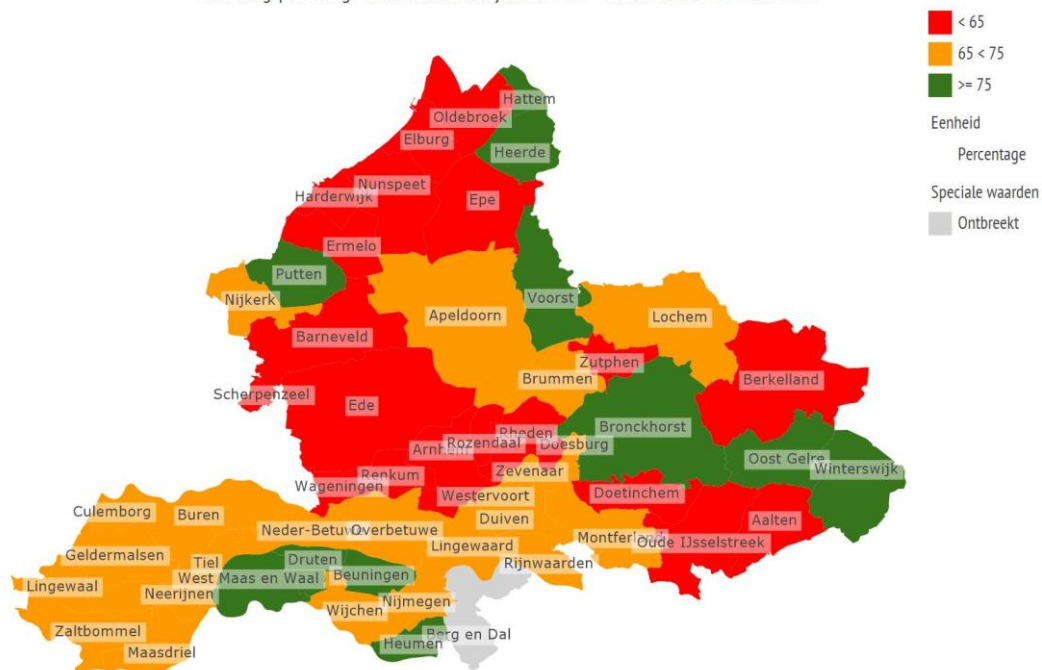 < 65
65 < 75
>= 75
Eenheid
Percentage
Speciale waarden
Ontbreekt
Hattem
Oldebroek
Elburg
Heerde
Nunspeet
Harderwijk
Epe
Ermelo
Putten
Nijkerk
Voorst
Apeldoorn
Lochem
Barneveld
Zutphen
Brummen
Berkelland
Scherpenzeel
Ede
Bronckhorst
Rheden
Rozendaal
Doesburg
Arnhem
Oost Gelre
Winterswijk
Zevenaar
Renkum
Wageningen
Westervoort
Doetinchem
Culemborg
Buren
Duiven
Aalten
Neder-Betuwe
Overbetuwe
Montferland
Oude IJsselstreek
Lingewaard
Geldermalsen
Tiel
Druten
Rijnwaarden
West Maas en Waal
Beuningen
Lingewaal
Neerijnen
Nijmegen
Wijchen
Zaltbommel
Berg en Dal
Heumen
Maasdriel